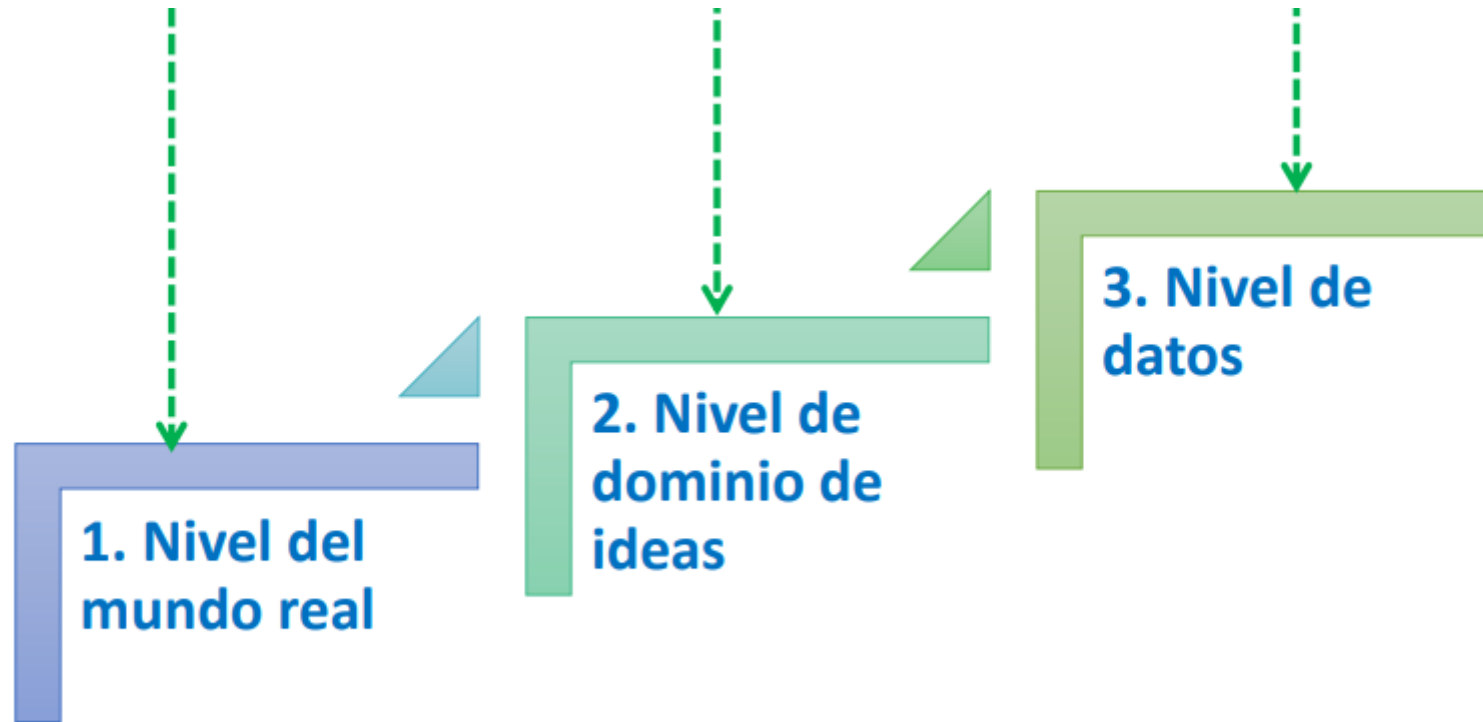 1. Nivel del
mundo real
2. Nivel de
dominio de
ideas
3. Nivel de
datos